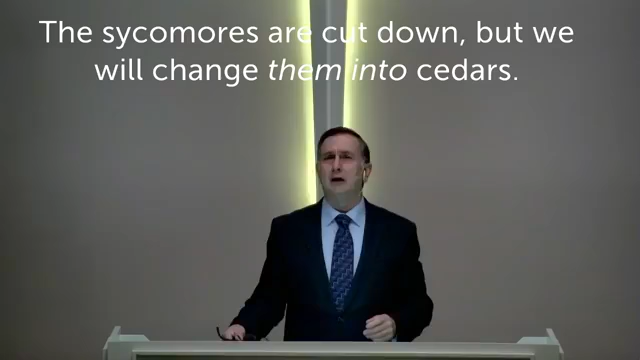 The sycomores are cut down, but we
will change them into cedars.